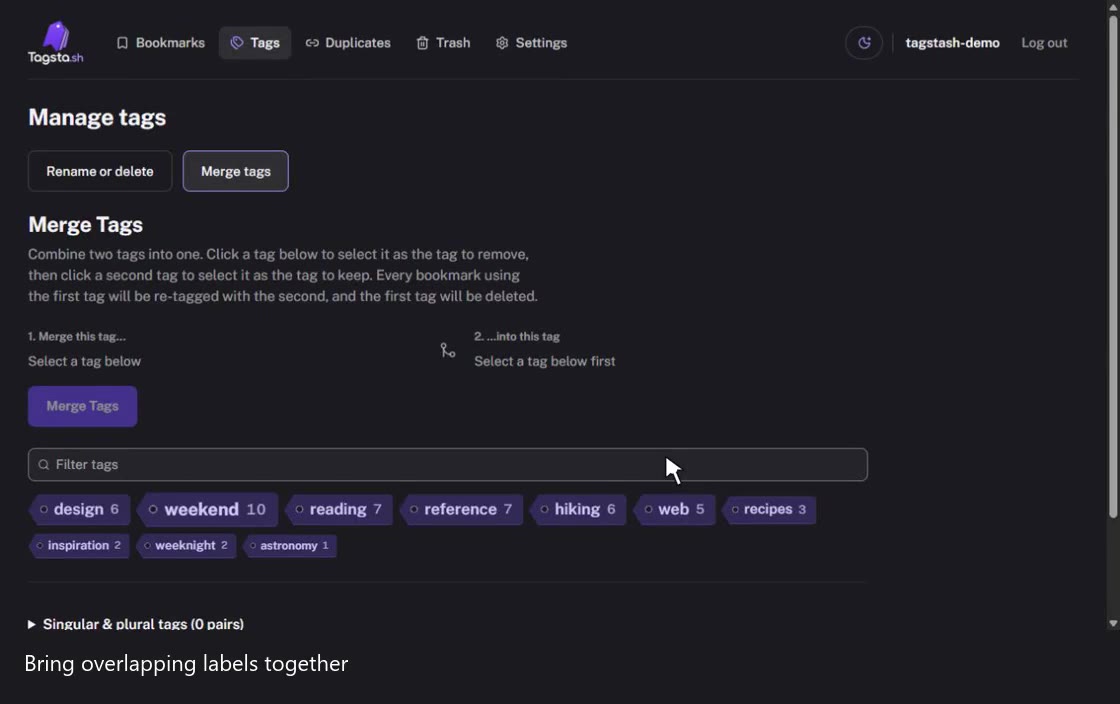 Tagsta.sh
Bookmarks Tags Duplicates Trash Settings tagstash-demo Log out
Manage tags
Rename or delete Merge tags
Merge Tags
Combine two tags into one. Click a tag below to select it as the tag to remove,
then click a second tag to select it as the tag to keep. Every bookmark using
the first tag will be re-tagged with the second, and the first tag will be deleted.
1. Merge this tag... 2. ...into this tag
Select a tag below Select a tag below first
Merge Tags
Filter tags
design 6 weekend 10 reading 7 reference 7 hiking 6 web 5 recipes 3
inspiration 2 weeknight 2 astronomy 1
Singular & plural tags (0 pairs)
Bring overlapping labels together